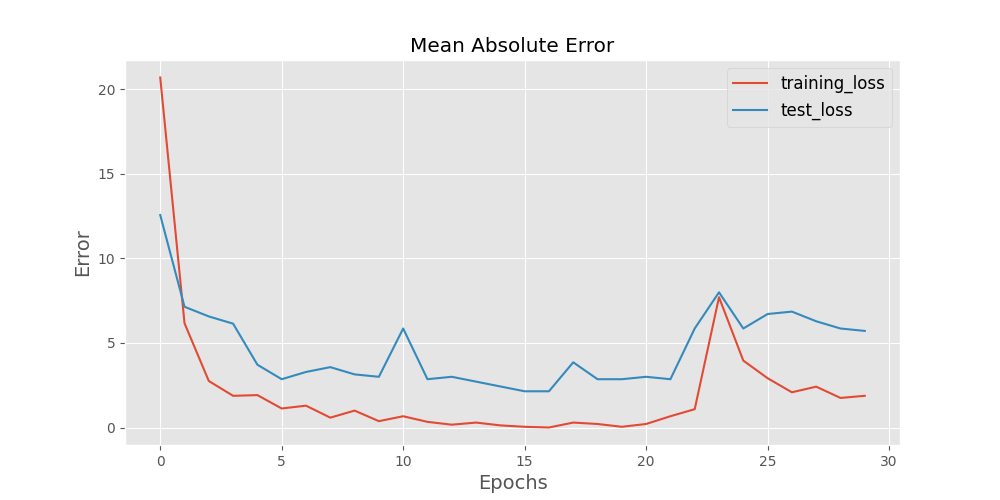 Mean Absolute Error
training_loss
test_loss
20
15
10
5
0
Error
0 5 10 15 20 25 30
Epochs